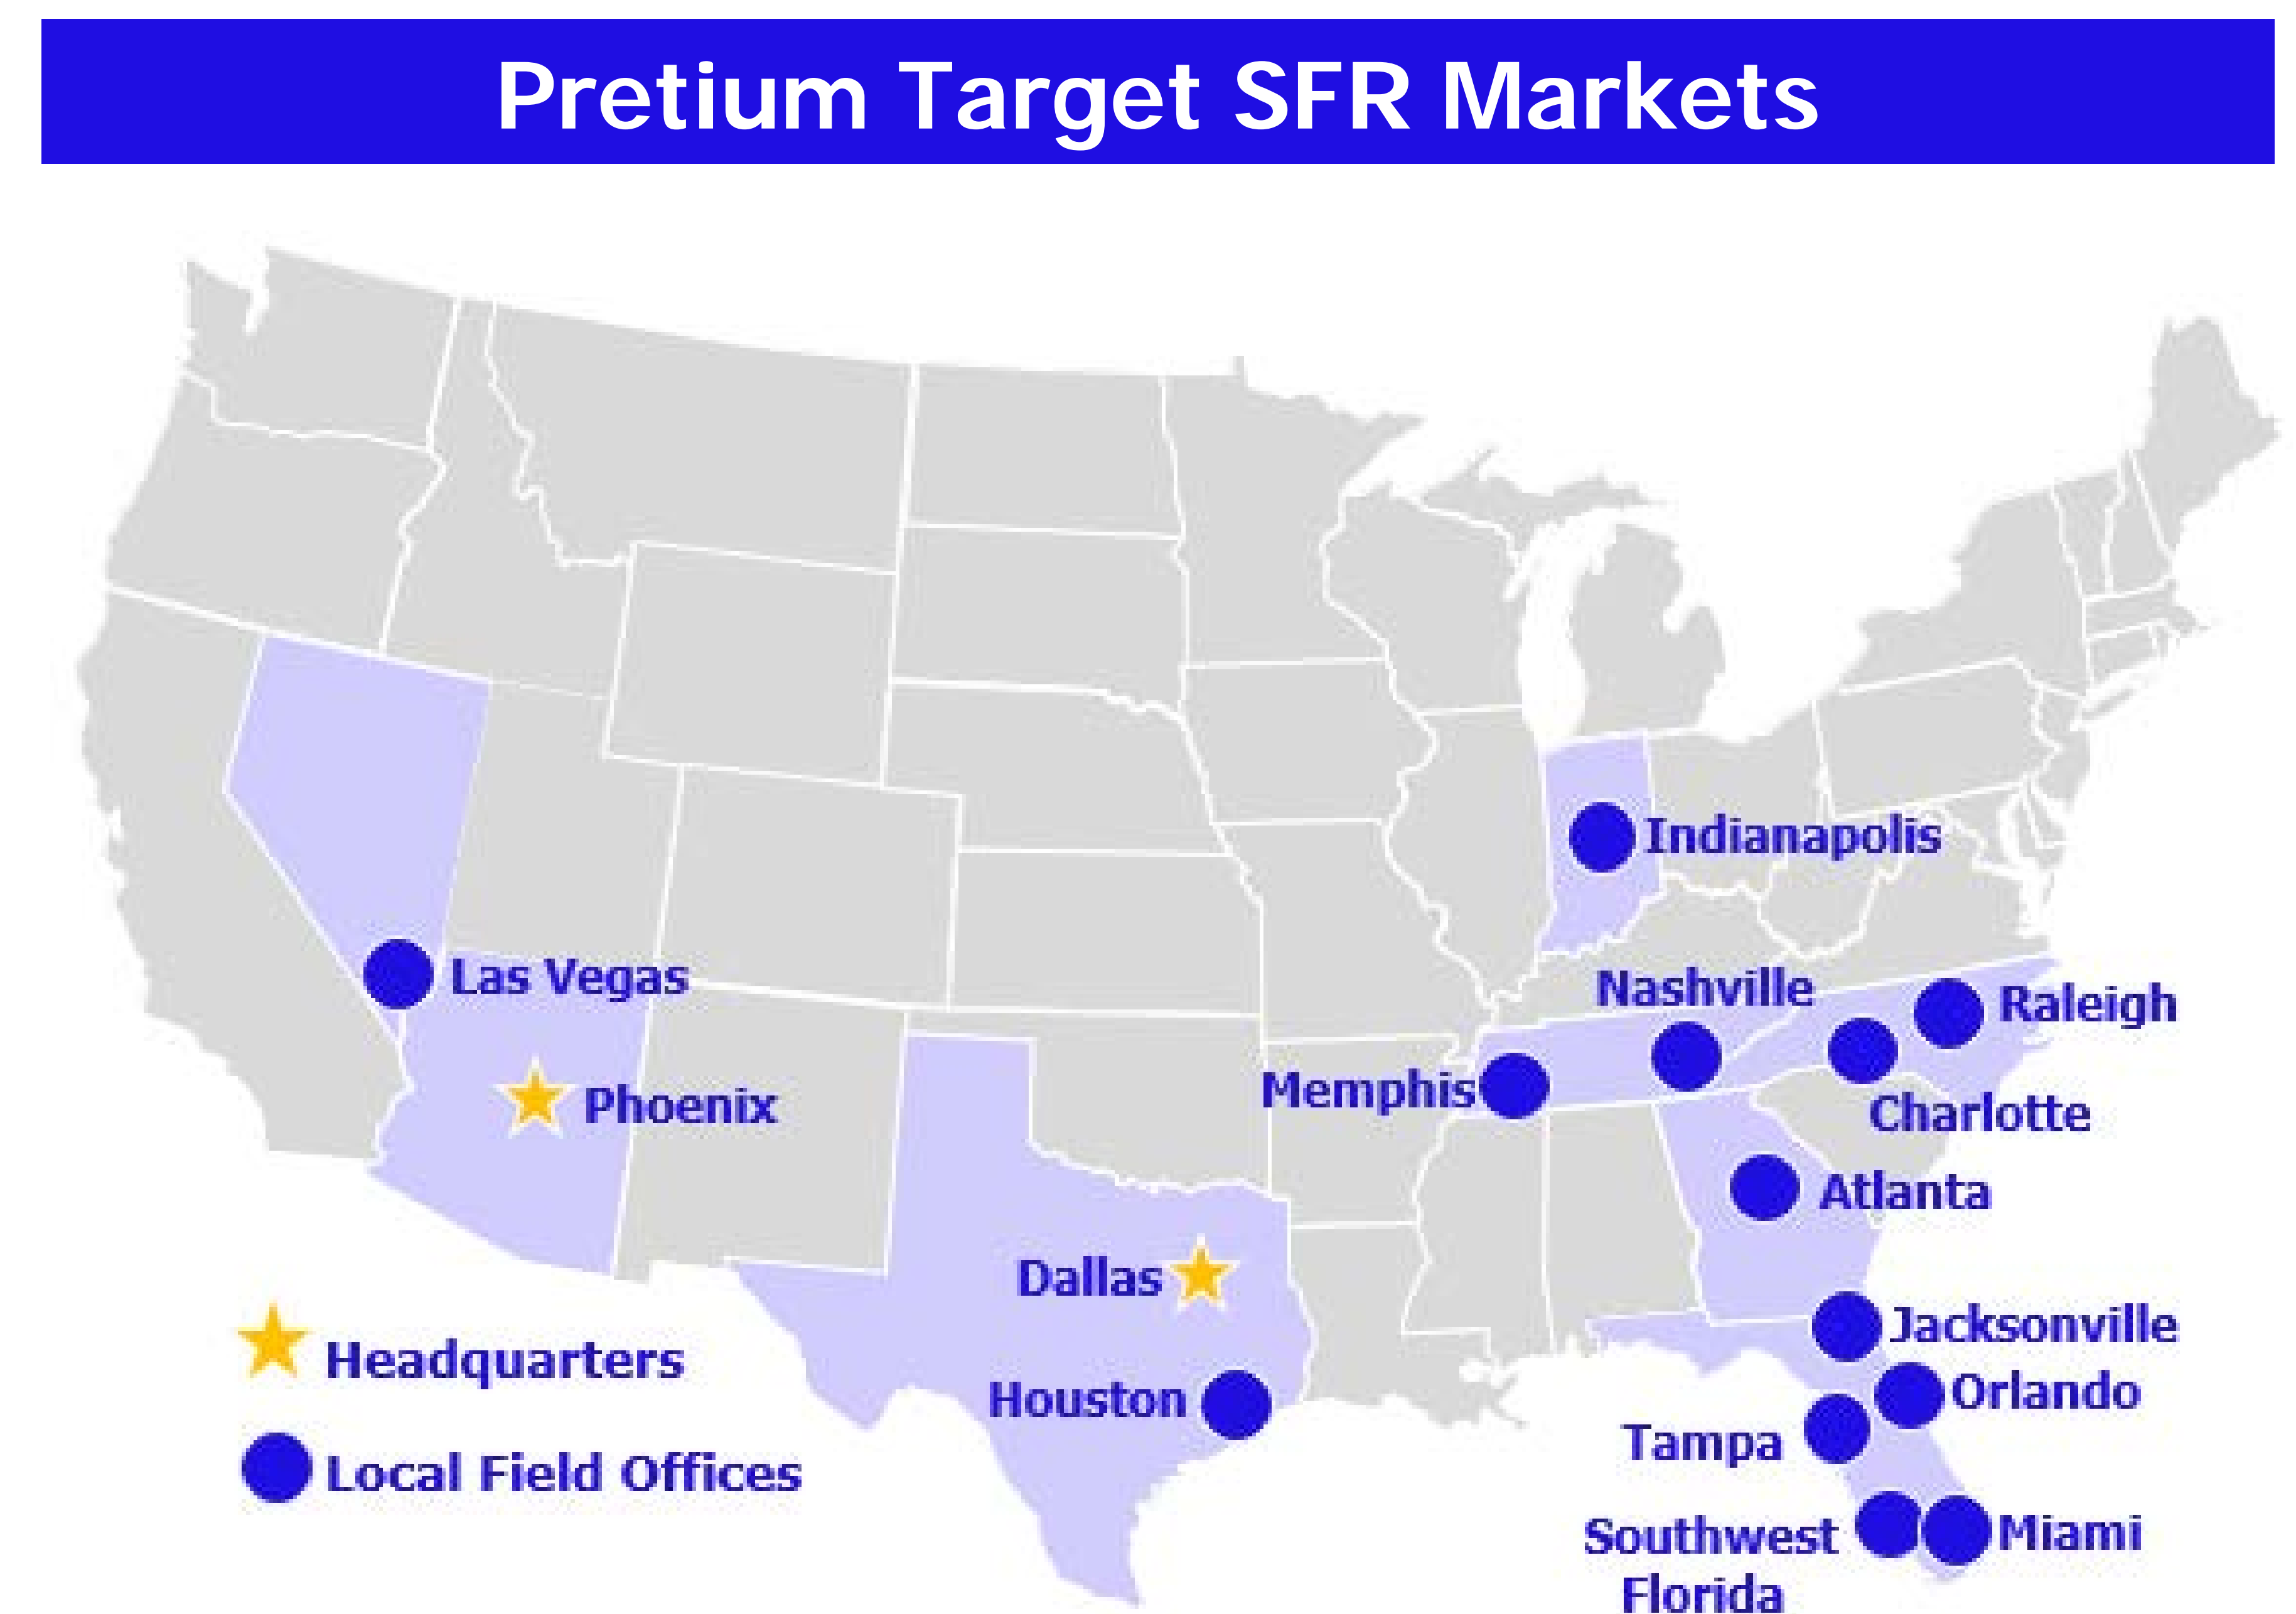 Pretium Target SFR Markets
Indianapolis
Las Vegas
Nashville
Raleigh
Memphis
Phoenix
Charlotte
Atlanta
Dallas
Jacksonville
Headquarters
Houston
Orlando
Tampa
Local Field Offices
Southwest
Florida
Miami